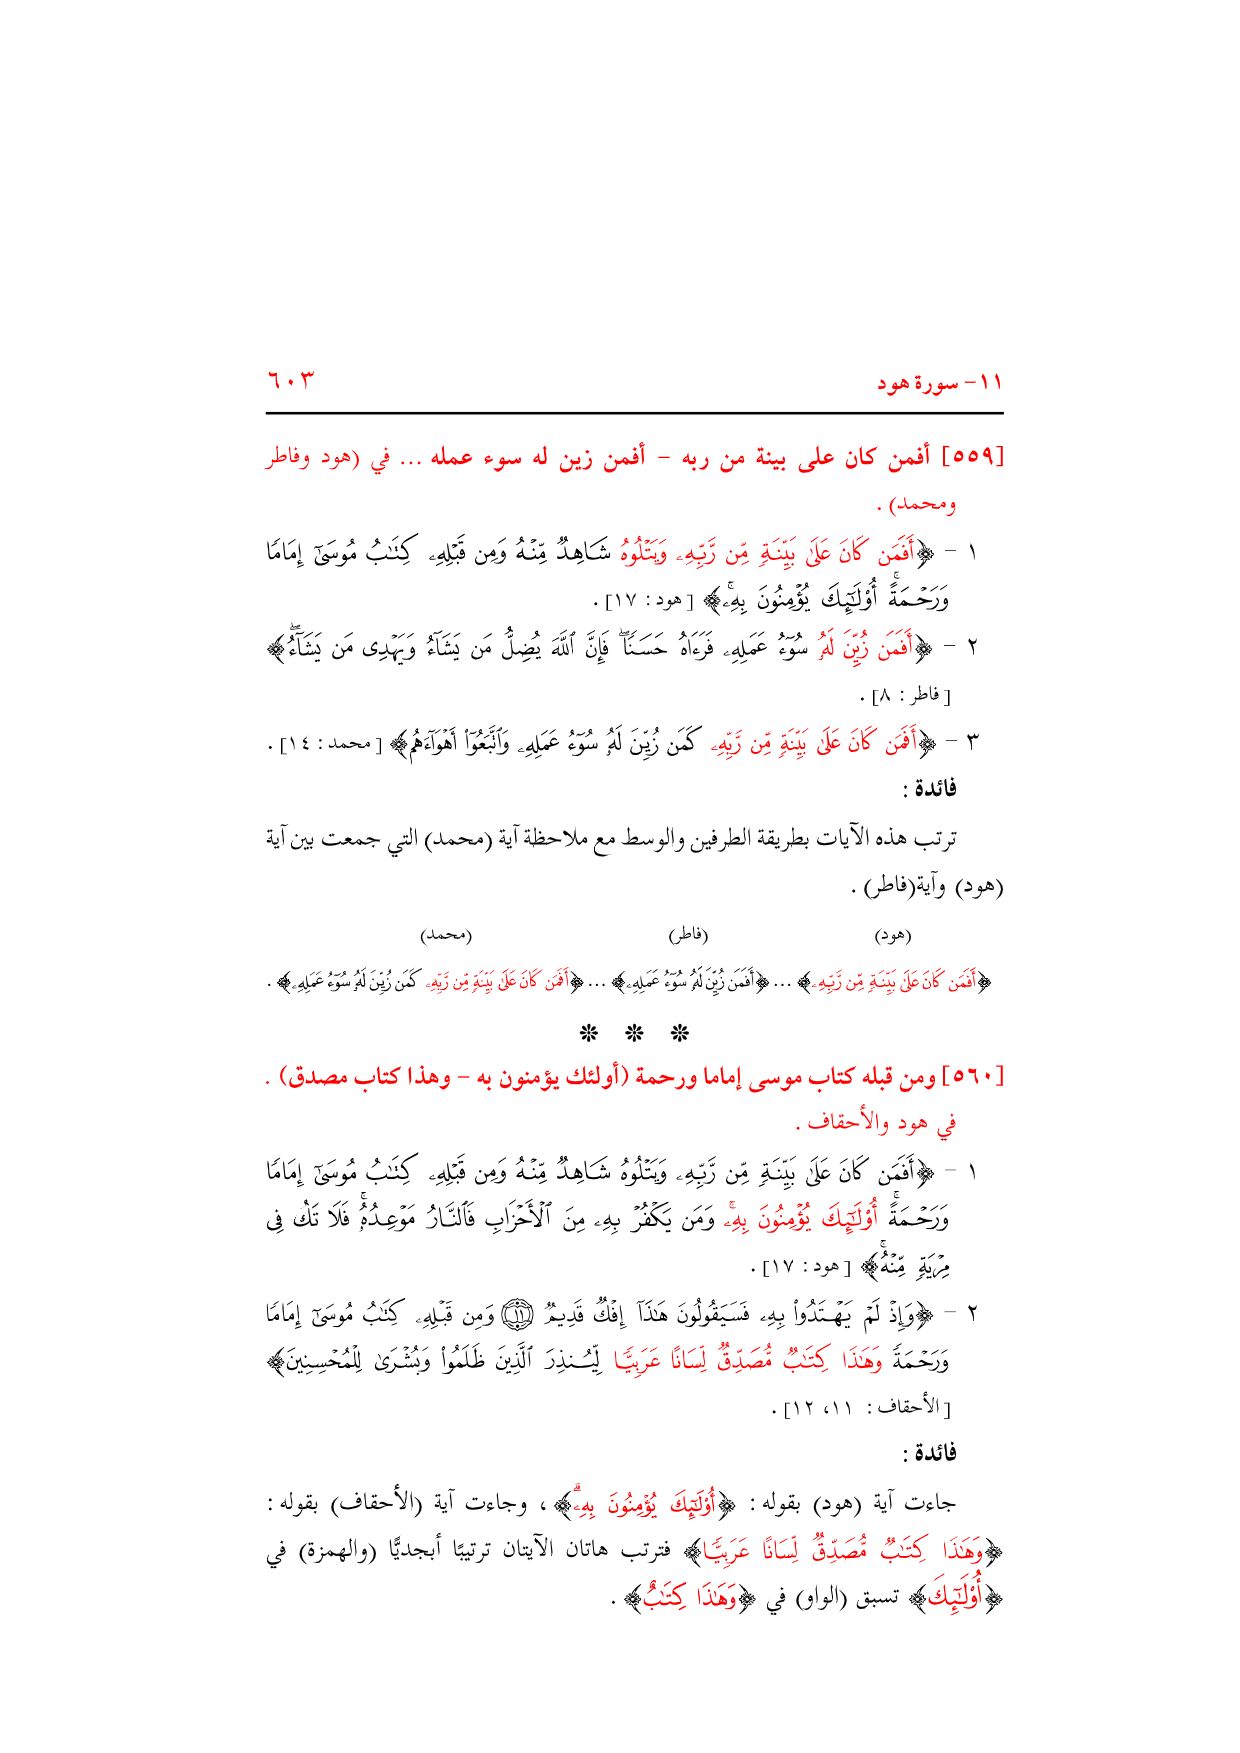 ١١- سورة هود ٦٠٣
[٥٥٩] أفمن كان على بينة من ربه – أفمن زين له سوء عمله ... في (هود وفاطر
ومحمد) .
١ – ﴿أَفَمَن كَانَ عَلَىٰ بَيِّنَةٍ مِّن رَّبِّهِۦ وَيَتْلُوهُ شَاهِدٌ مِّنْهُ وَمِن قَبْلِهِۦ كِتَٰبُ مُوسَىٰٓ إِمَامًا
وَرَحْمَةً ۚ أُو۟لَٰٓئِكَ يُؤْمِنُونَ بِهِۦ ۚ﴾ [هود: ١٧] .
٢ – ﴿أَفَمَن زُيِّنَ لَهُۥ سُوٓءُ عَمَلِهِۦ فَرَءَاهُ حَسَنًا ۖ فَإِنَّ ٱللَّهَ يُضِلُّ مَن يَشَآءُ وَيَهْدِى مَن يَشَآءُ ۖ﴾
[فاطر: ٨] .
٣ – ﴿أَفَمَن كَانَ عَلَىٰ بَيِّنَةٍ مِّن رَّبِّهِۦ كَمَن زُيِّنَ لَهُۥ سُوٓءُ عَمَلِهِۦ وَٱتَّبَعُوٓا۟ أَهْوَآءَهُم﴾ [محمد: ١٤] .
فائدة :
ترتب هذه الآيات بطريقة الطرفين والوسط مع ملاحظة آية (محمد) التي جمعت بين آية
(هود) وآية(فاطر) .
(هود) (فاطر) (محمد)
﴿أَفَمَن كَانَ عَلَىٰ بَيِّنَةٍ مِّن رَّبِّهِۦ﴾ ... ﴿أَفَمَن زُيِّنَ لَهُۥ سُوٓءُ عَمَلِهِۦ﴾ ... ﴿أَفَمَن كَانَ عَلَىٰ بَيِّنَةٍ مِّن رَّبِّهِۦ كَمَن زُيِّنَ لَهُۥ سُوٓءُ عَمَلِهِۦ﴾ .
❊ ❊ ❊
[٥٦٠] ومن قبله كتاب موسى إماما ورحمة (أولئك يؤمنون به – وهذا كتاب مصدق) .
في هود والأحقاف .
١ – ﴿أَفَمَن كَانَ عَلَىٰ بَيِّنَةٍ مِّن رَّبِّهِۦ وَيَتْلُوهُ شَاهِدٌ مِّنْهُ وَمِن قَبْلِهِۦ كِتَٰبُ مُوسَىٰٓ إِمَامًا
وَرَحْمَةً ۚ أُو۟لَٰٓئِكَ يُؤْمِنُونَ بِهِۦ ۚ وَمَن يَكْفُرْ بِهِۦ مِنَ ٱلْأَحْزَابِ فَٱلنَّارُ مَوْعِدُهُۥ ۚ فَلَا تَكُ فِى
مِرْيَةٍ مِّنْهُ ۚ﴾ [هود: ١٧] .
٢ – ﴿وَإِذْ لَمْ يَهْتَدُوا۟ بِهِۦ فَسَيَقُولُونَ هَٰذَآ إِفْكٌ قَدِيمٌ ١١ وَمِن قَبْلِهِۦ كِتَٰبُ مُوسَىٰٓ إِمَامًا
وَرَحْمَةً وَهَٰذَا كِتَٰبٌ مُّصَدِّقٌ لِّسَانًا عَرَبِيًّا لِّيُنذِرَ ٱلَّذِينَ ظَلَمُوا۟ وَبُشْرَىٰ لِلْمُحْسِنِينَ﴾
[الأحقاف: ١١، ١٢] .
فائدة :
جاءت آية (هود) بقوله: ﴿أُو۟لَٰٓئِكَ يُؤْمِنُونَ بِهِۦ ۗ﴾ ، وجاءت آية (الأحقاف) بقوله:
﴿وَهَٰذَا كِتَٰبٌ مُّصَدِّقٌ لِّسَانًا عَرَبِيًّا﴾ فترتب هاتان الآيتان ترتيبًا أبجديًّا (والهمزة) في
﴿أُو۟لَٰٓئِكَ﴾ تسبق (الواو) في ﴿وَهَٰذَا كِتَٰبٌ﴾ .